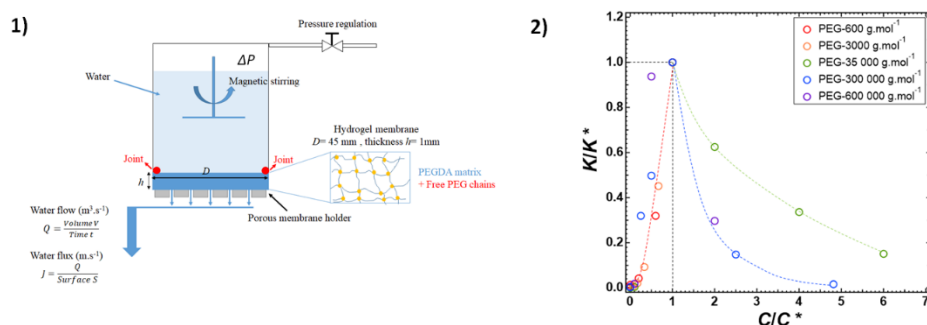 1)
Pressure regulation
ΔP
Water
Magnetic stirring
Hydrogel membrane
D= 45 mm , thickness h= 1mm
Joint
Joint
D
h
PEGDA matrix
+ Free PEG chains
Porous membrane holder
Water flow (m³.s⁻¹)
Q = Volume V / Time t
Water flux (m.s⁻¹)
J = Q / Surface S
2)
K/K*
1.0
0.8
0.6
0.4
0.2
0.0
0
1
2
3
4
5
6
7
C/C*
PEG-600 g.mol⁻¹
PEG-3000 g.mol⁻¹
PEG-35 000 g.mol⁻¹
PEG-300 000 g.mol⁻¹
PEG-600 000 g.mol⁻¹